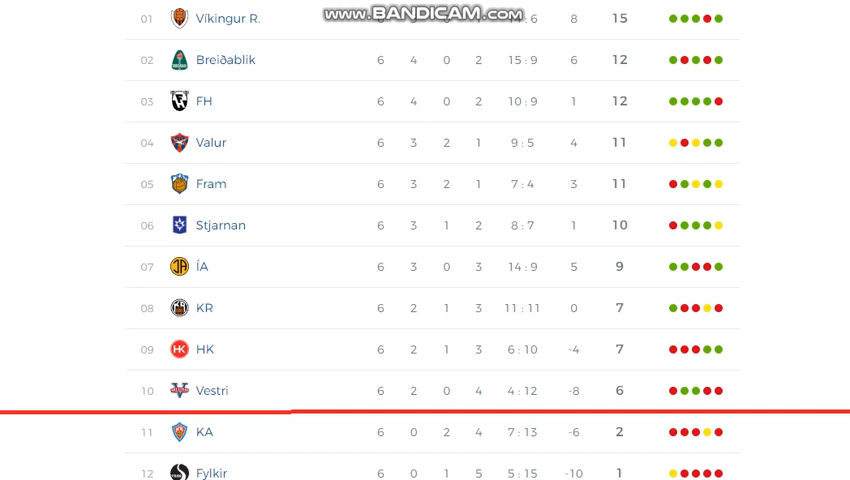 www.BANDICAM.com
01 Víkingur R. 6 : 6 8 15
02 Breiðablik 6 4 0 2 15 : 9 6 12
03 FH 6 4 0 2 10 : 9 1 12
04 Valur 6 3 2 1 9 : 5 4 11
05 Fram 6 3 2 1 7 : 4 3 11
06 Stjarnan 6 3 1 2 8 : 7 1 10
07 ÍA 6 3 0 3 14 : 9 5 9
08 KR 6 2 1 3 11 : 11 0 7
09 HK 6 2 1 3 6 : 10 -4 7
10 Vestri 6 2 0 4 4 : 12 -8 6
11 KA 6 0 2 4 7 : 13 -6 2
12 Fylkir 6 0 1 5 5 : 15 -10 1